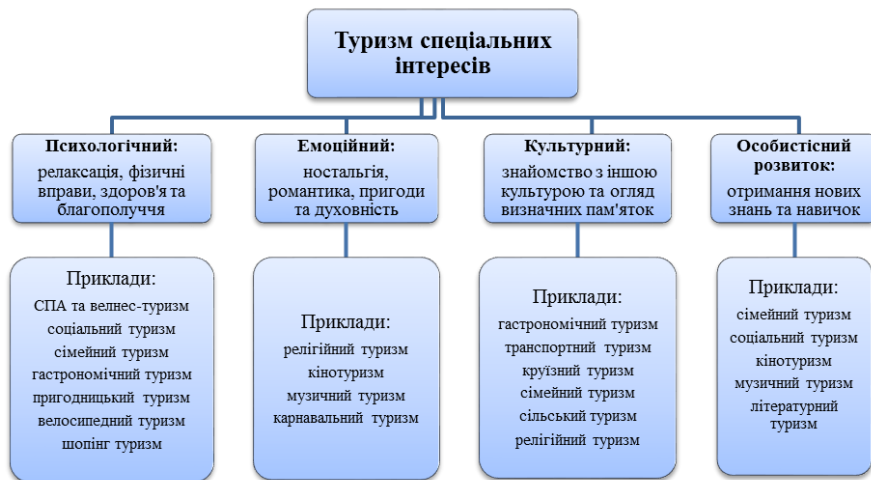 Туризм спеціальних
інтересів
Психологічний:
релаксація, фізичні
вправи, здоров'я та
благополуччя
Емоційний:
ностальгія,
романтика, пригоди
та духовність
Культурний:
знайомство з іншою
культурою та огляд
визначних пам'яток
Особистісний
розвиток:
отримання нових
знань та навичок
Приклади:
СПА та велнес-туризм
соціальний туризм
сімейний туризм
гастрономічний туризм
пригодницький туризм
велосипедний туризм
шопінг туризм
Приклади:
релігійний туризм
кінотуризм
музичний туризм
карнавальний туризм
Приклади:
гастрономічний туризм
транспортний туризм
круїзний туризм
сімейний туризм
сільський туризм
релігійний туризм
Приклади:
сімейний туризм
соціальний туризм
кінотуризм
музичний туризм
літературний
туризм